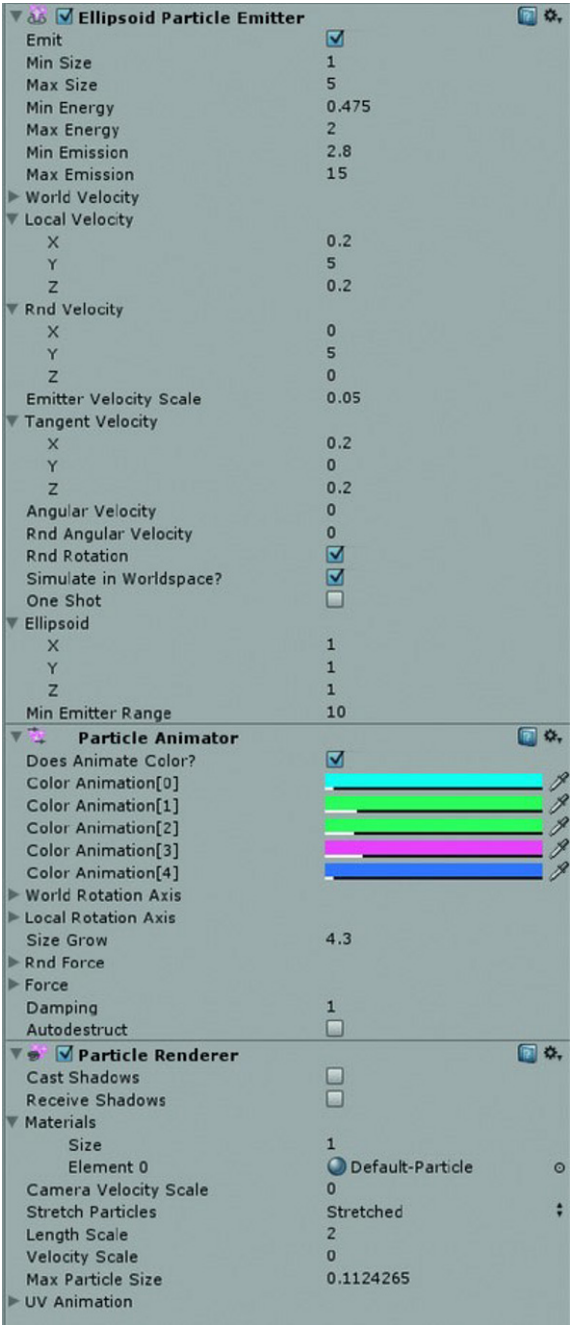 Ellipsoid Particle Emitter
Emit
Min Size 1
Max Size 5
Min Energy 0.475
Max Energy 2
Min Emission 2.8
Max Emission 15
World Velocity
Local Velocity
X 0.2
Y 5
Z 0.2
Rnd Velocity
X 0
Y 5
Z 0
Emitter Velocity Scale 0.05
Tangent Velocity
X 0.2
Y 0
Z 0.2
Angular Velocity 0
Rnd Angular Velocity 0
Rnd Rotation
Simulate in Worldspace?
One Shot
Ellipsoid
X 1
Y 1
Z 1
Min Emitter Range 10
Particle Animator
Does Animate Color?
Color Animation[0]
Color Animation[1]
Color Animation[2]
Color Animation[3]
Color Animation[4]
World Rotation Axis
Local Rotation Axis
Size Grow 4.3
Rnd Force
Force
Damping 1
Autodestruct
Particle Renderer
Cast Shadows
Receive Shadows
Materials
Size 1
Element 0 Default-Particle
Camera Velocity Scale 0
Stretch Particles Stretched
Length Scale 2
Velocity Scale 0
Max Particle Size 0.1124265
UV Animation